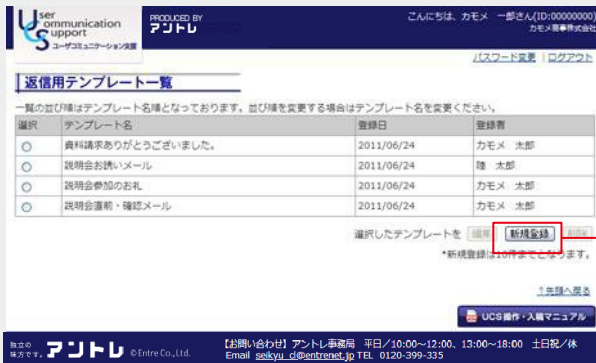 User
Communication
Support
ユーザコミュニケーション支援
PRODUCED BY
アントレ
こんにちは、カモメ 一郎さん(ID:00000000)
カモメ商事株式会社
パスワード変更 | ログアウト
返信用テンプレート一覧
一覧の並び順はテンプレート名順となっております。並び順を変更する場合はテンプレート名を変更ください。
選択 テンプレート名 登録日 登録者
資料請求ありがとうございました。 2011/06/24 カモメ 太郎
説明会お誘いメール 2011/06/24 陸 太郎
説明会参加のお礼 2011/06/24 カモメ 太郎
説明会直前・確認メール 2011/06/24 カモメ 太郎
選択したテンプレートを 編集 新規登録 削除
*新規登録は10件までとなります。
↑先頭へ戻る
UCS操作・入稿マニュアル
独立の
味方です。
アントレ ©Entre Co.,Ltd.
【お問い合わせ】アントレ事務局 平日/10:00~12:00、13:00~18:00 土日祝/休
Email seikyu_d@entrenet.jp TEL 0120-399-335